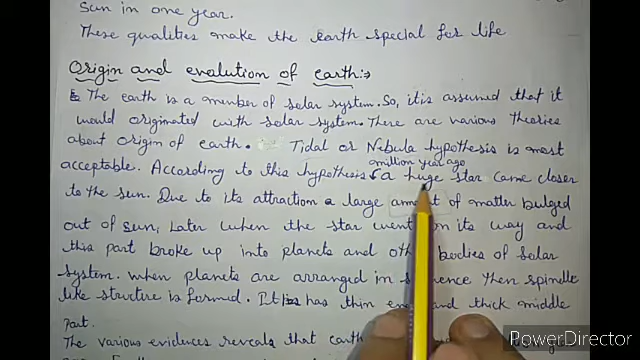 sun in one year.
These qualities make the earth special for life
Origin and evalution of earth:→
The earth is a member of solar system. So, it is assumed that it
would originated with solar system. There are various theories
about origin of earth. Tidal or Nebula hypothesis is most
million year ago
acceptable. According to this hypothesis a huge star came closer
to the sun. Due to its attraction a large amount of matter bulged
out of sun. Later when the star went on its way and
this part broke up into planets and other bodies of solar
system. When planets are arranged in then spindle
like structure is formed. It has thin and thick middle
part.
The various evidences reveals that earth
PowerDirector